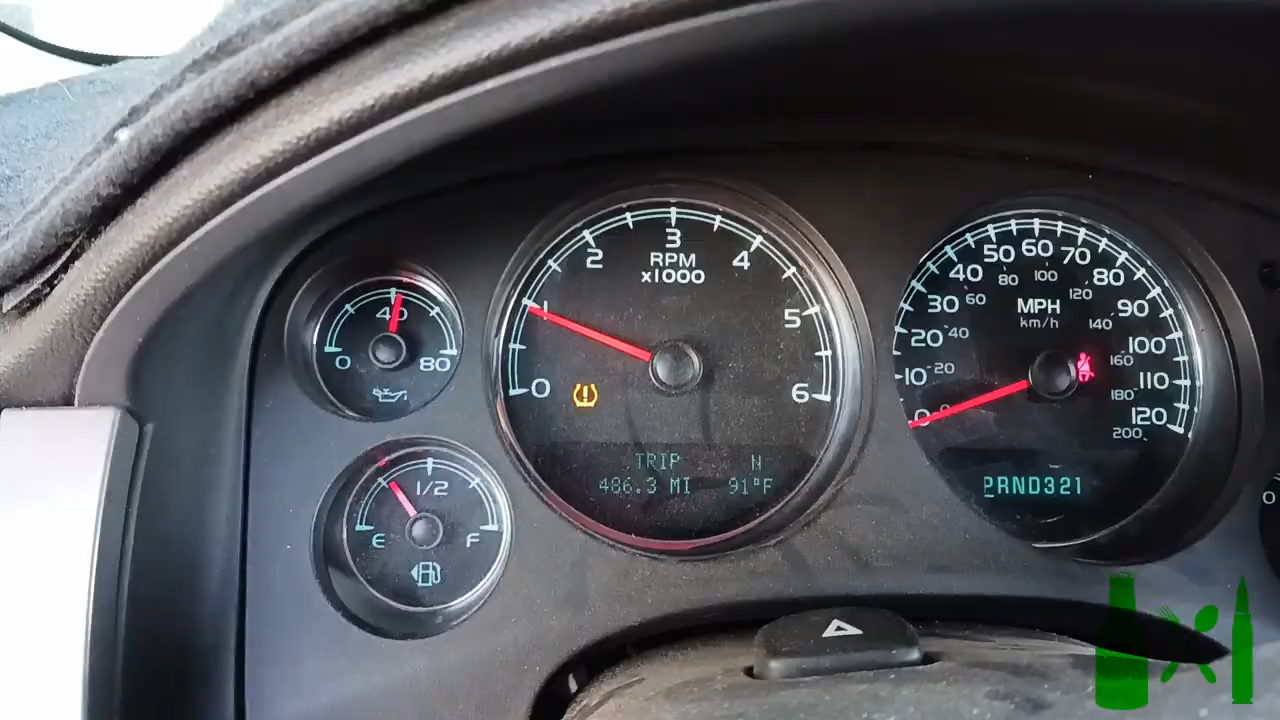 0 40 80
E 1/2 F
0 1 2 3 4 5 6
RPM
x1000
TRIP N
486.3 MI 91°F
0 10 20 30 40 50 60 70 80 90 100 110 120
0 20 40 60 80 100 120 140 160 180 200
MPH
km/h
PRND321
0